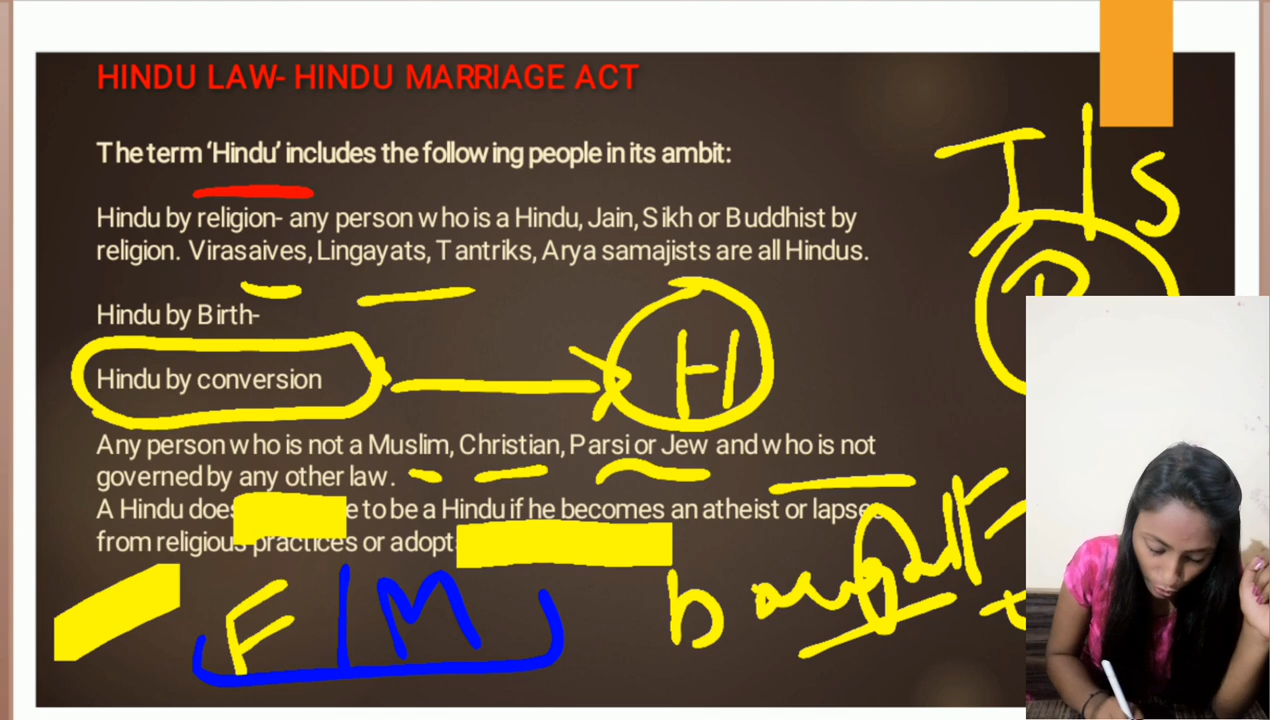 HINDU LAW- HINDU MARRIAGE ACT
The term ‘Hindu’ includes the following people in its ambit:
Hindu by religion- any person who is a Hindu, Jain, Sikh or Buddhist by
religion. Virasaives, Lingayats, Tantriks, Arya samajists are all Hindus.
Hindu by Birth-
Hindu by conversion
H
Any person who is not a Muslim, Christian, Parsi or Jew and who is not
governed by any other law.
A Hindu does to be a Hindu if he becomes an atheist or lapses
from religious practices or adopt
F | M
J | S
B